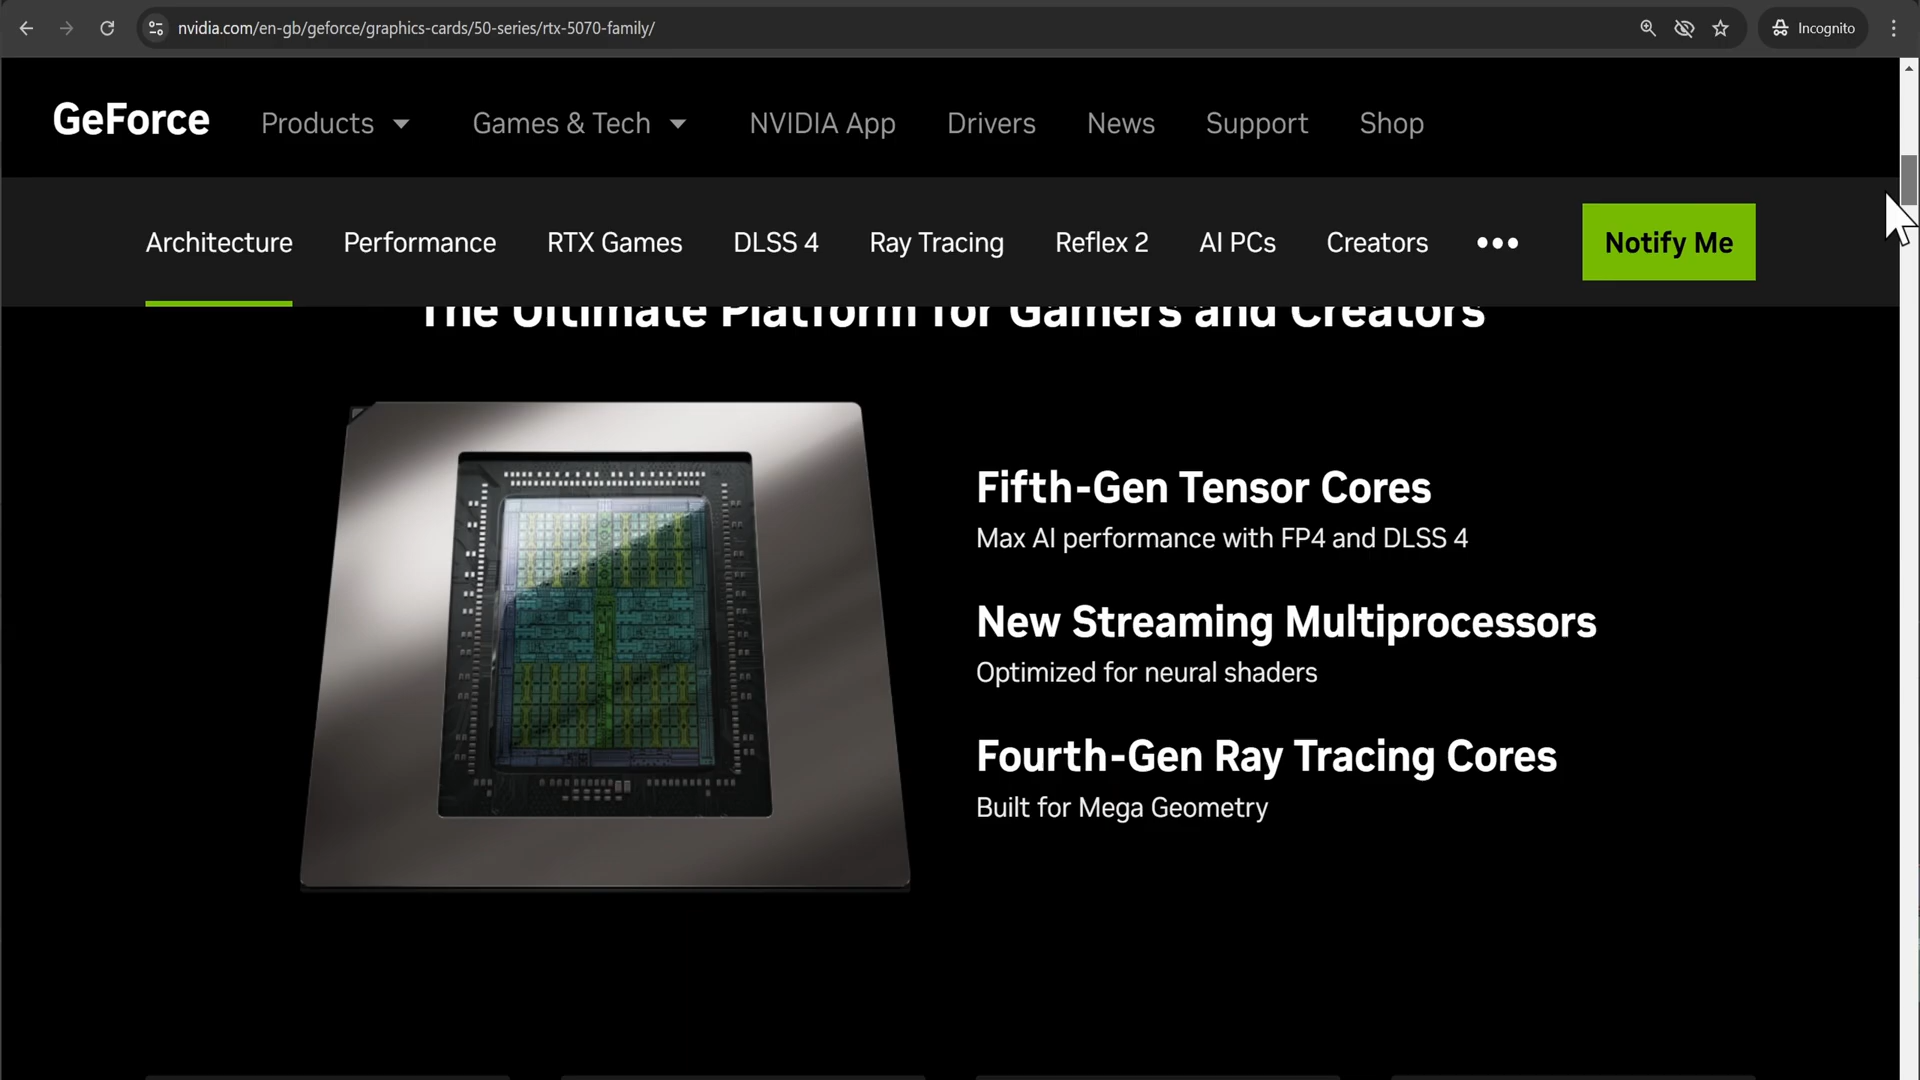 nvidia.com/en-gb/geforce/graphics-cards/50-series/rtx-5070-family/
Incognito
GeForce
Products
Games & Tech
NVIDIA App
Drivers
News
Support
Shop
Architecture
Performance
RTX Games
DLSS 4
Ray Tracing
Reflex 2
AI PCs
Creators
•••
Notify Me
The Ultimate Platform for Gamers and Creators
Fifth-Gen Tensor Cores
Max AI performance with FP4 and DLSS 4
New Streaming Multiprocessors
Optimized for neural shaders
Fourth-Gen Ray Tracing Cores
Built for Mega Geometry